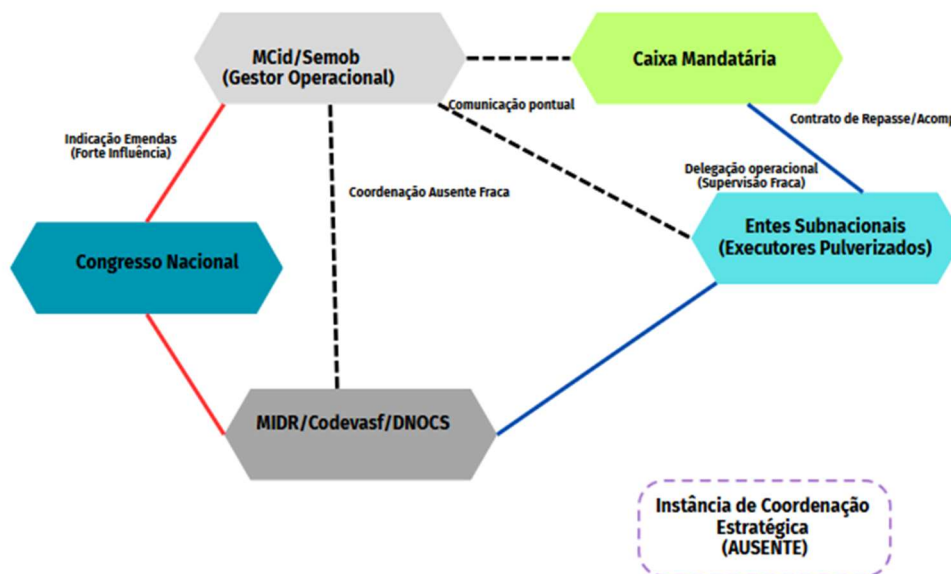 MCid/Semob
(Gestor Operacional)
Caixa Mandatária
Comunicação pontual
Contrato de Repasse/Acomp
Indicação Emendas
(Forte Influência)
Delegação operacional
(Supervisão Fraca)
Coordenação Ausente Fraca
Entes Subnacionais
(Executores Pulverizados)
Congresso Nacional
MIDR/Codevasf/DNOCS
Instância de Coordenação
Estratégica
(AUSENTE)